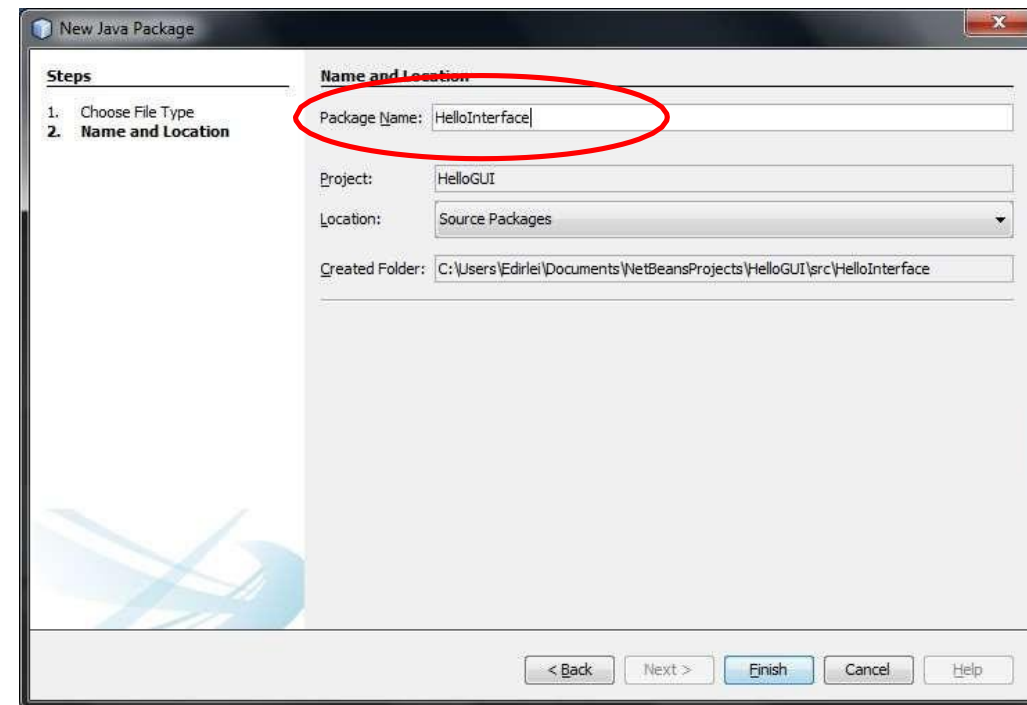 New Java Package
Steps
1. Choose File Type
2. Name and Location
Name and Location
Package Name: HelloInterface
Project: HelloGUI
Location: Source Packages
Created Folder: C:\Users\Edirlei\Documents\NetBeansProjects\HelloGUI\src\HelloInterface
< Back Next > Finish Cancel Help